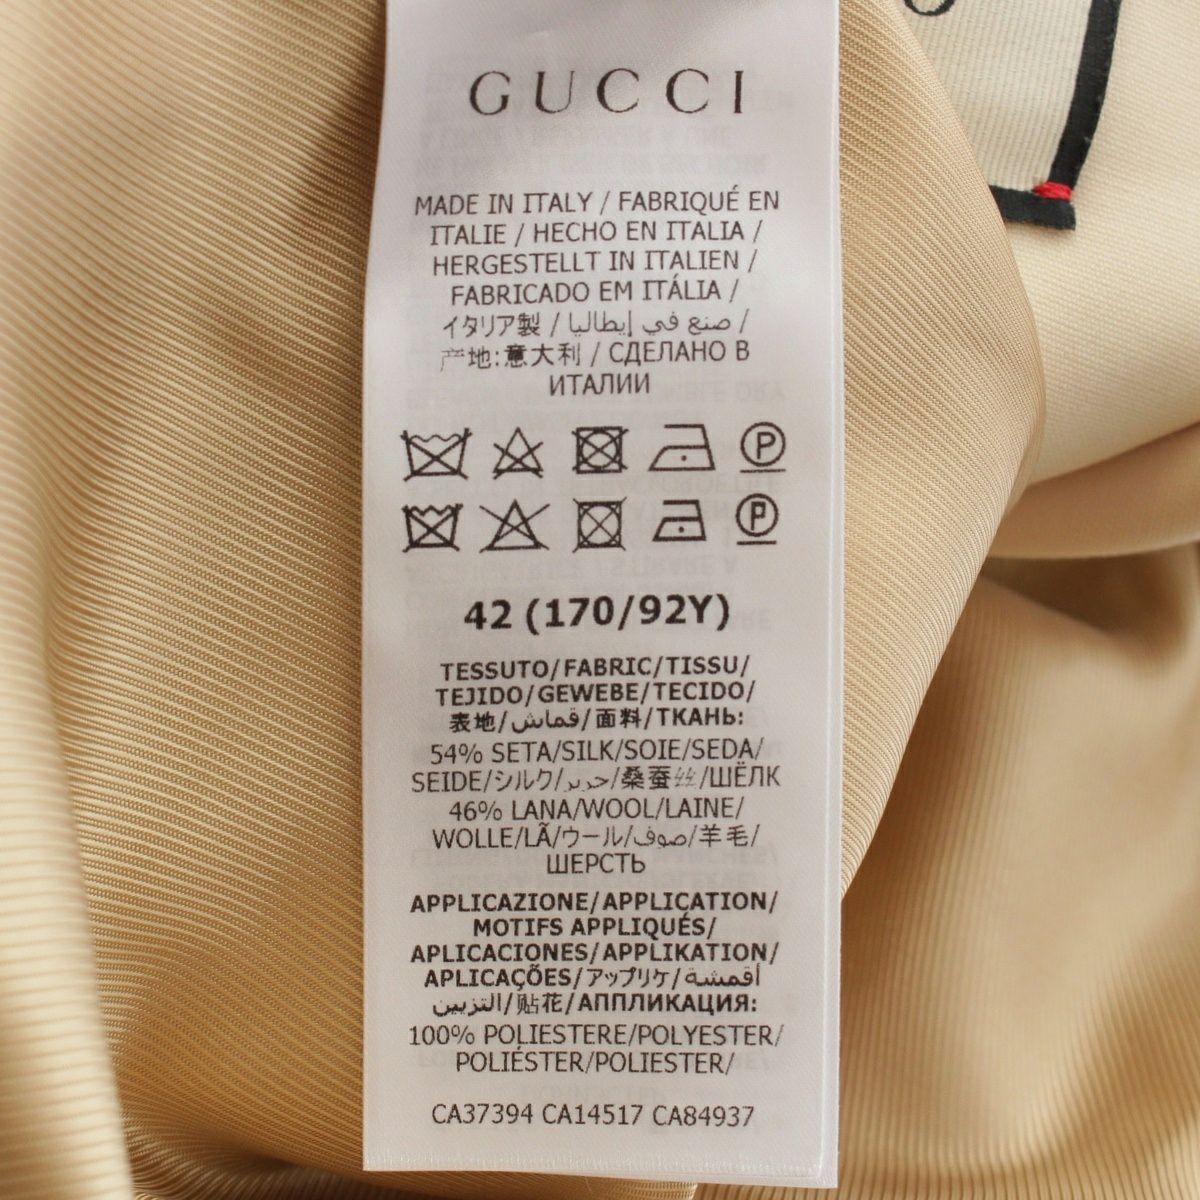 GUCCI
MADE IN ITALY / FABRIQUÉ EN
ITALIE / HECHO EN ITALIA /
HERGESTELLT IN ITALIEN /
FABRICADO EM ITÁLIA /
イタリア製 / صنع في إيطاليا /
产地:意大利 / СДЕЛАНО В
ИТАЛИИ
P
P
42 (170/92Y)
TESSUTO/FABRIC/TISSU/
TEJIDO/GEWEBE/TECIDO/
表地/قماش/面料/ТКАНЬ:
54% SETA/SILK/SOIE/SEDA/
SEIDE/シルク/حرير/桑蚕丝/ШЁЛК
46% LANA/WOOL/LAINE/
WOLLE/LÃ/ウール/صوف/羊毛/
ШЕРСТЬ
APPLICAZIONE/APPLICATION/
MOTIFS APPLIQUÉS/
APLICACIONES/APPLIKATION/
APLICAÇÕES/アップリケ/أقمشة
التزيين/贴花/АППЛИКАЦИЯ:
100% POLIESTERE/POLYESTER/
POLIÉSTER/POLIESTER/
CA37394 CA14517 CA84937